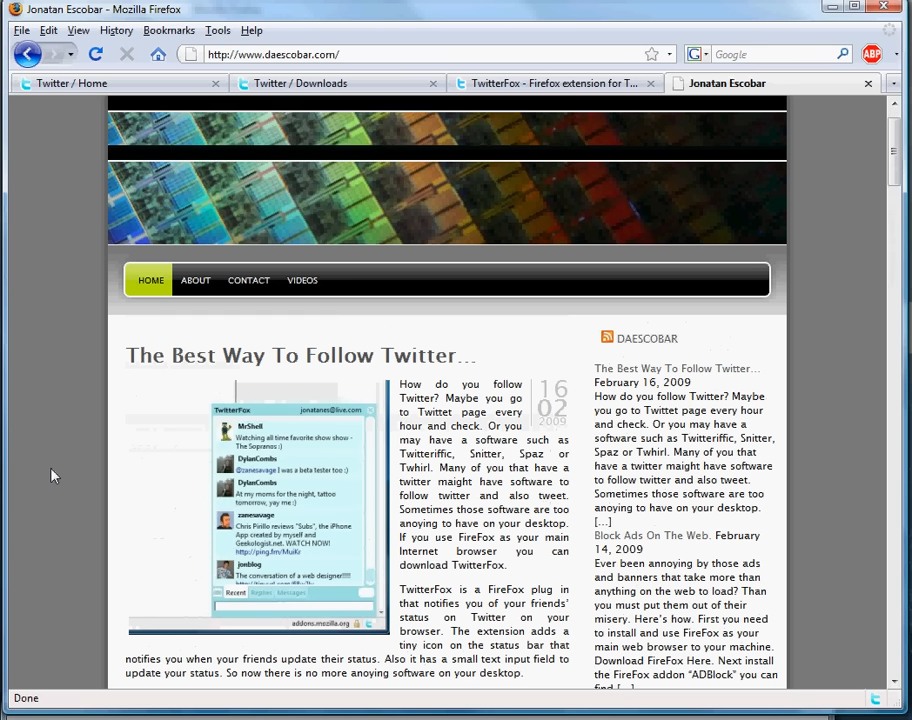 Jonatan Escobar - Mozilla Firefox
File Edit View History Bookmarks Tools Help
http://www.daescobar.com/
Google
ABP
Twitter / Home
Twitter / Downloads
TwitterFox - Firefox extension for T...
Jonatan Escobar
HOME ABOUT CONTACT VIDEOS
The Best Way To Follow Twitter...
TwitterFox jonatanes@live.com
MrShell
Watching all time favorite show show -
The Sopranos :)
DylanCombs
@zanesavage I was a beta tester too :)
DylanCombs
At my moms for the night, tattoo
tomorrow, yay me :)
zanesavage
Chris Pirillo reviews "Subs", the iPhone
App created by myself and
Geekologist.net. WATCH NOW!
http://ping.fm/MuiKr
jonblog
The conversation of a web designer!!!!
Recent Replies Messages
addons.mozilla.org
How do you follow
Twitter? Maybe you go
to Twittet page every
hour and check. Or you
may have a software such as
Twitteriffic, Snitter, Spaz or
Twhirl. Many of you that have a
twitter maight have software to
follow twitter and also tweet.
Sometimes those software are too
anoying to have on your desktop.
If you use FireFox as your main
Internet browser you can
download TwitterFox.
16
02
2009
TwitterFox is a FireFox plug in
that notifies you of your friends'
status on Twitter on your
browser. The extension adds a
tiny icon on the status bar that
notifies you when your friends update their status. Also it has a small text input field to
update your status. So now there is no more anoying software on your desktop.
DAESCOBAR
The Best Way To Follow Twitter...
February 16, 2009
How do you follow Twitter? Maybe
you go to Twittet page every hour
and check. Or you may have a
software such as Twitteriffic, Snitter,
Spaz or Twhirl. Many of you that
have a twitter maight have software
to follow twitter and also tweet.
Sometimes those software are too
anoying to have on your desktop.
[...]
Block Ads On The Web. February
14, 2009
Ever been annoying by those ads
and banners that take more than
anything on the web to load? Than
you must put them out of their
misery. Here's how. First you need
to install and use FireFox as your
main web browser to your machine.
Download FireFox Here. Next install
the FireFox addon "ADBlock" you can
find [...]
Done